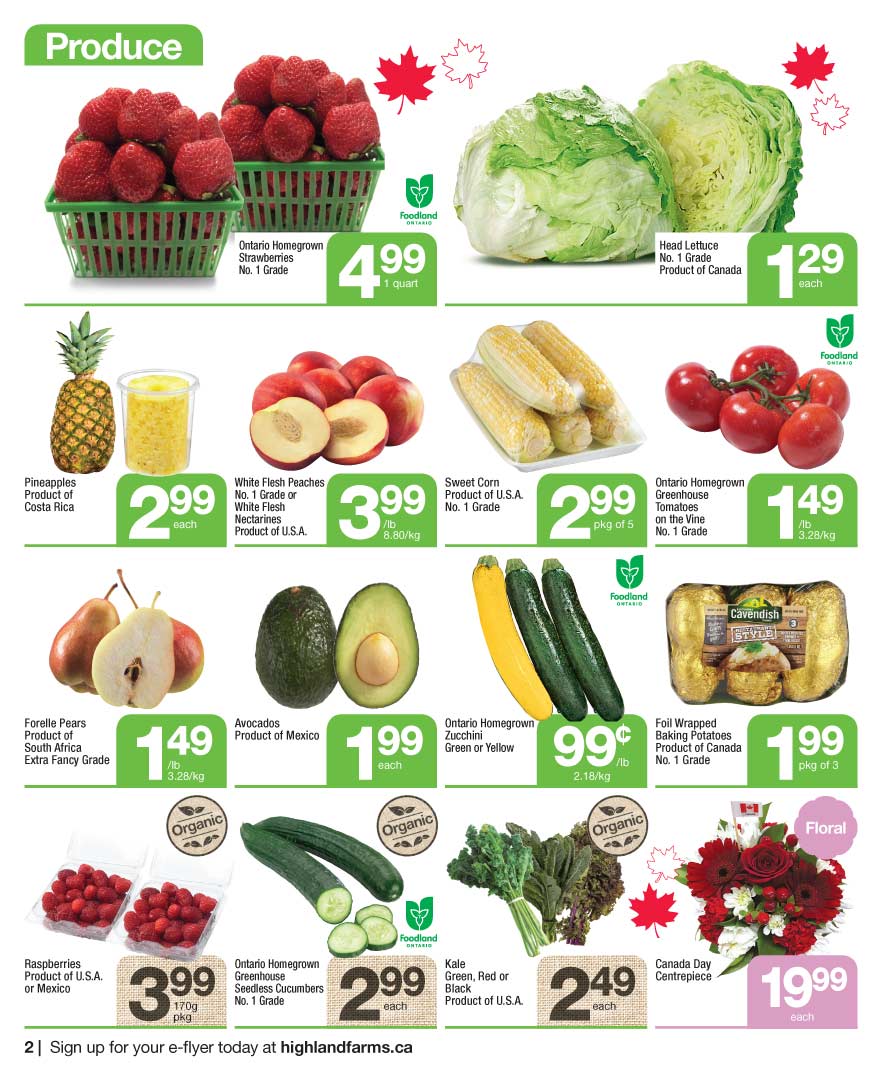 Produce
Foodland
ONTARIO
Ontario Homegrown
Strawberries
No. 1 Grade
4.99
1 quart
Head Lettuce
No. 1 Grade
Product of Canada
1.29
each
Pineapples
Product of
Costa Rica
2.99
each
White Flesh Peaches
No. 1 Grade or
White Flesh
Nectarines
Product of U.S.A.
3.99
/lb
8.80/kg
Sweet Corn
Product of U.S.A.
No. 1 Grade
2.99
pkg of 5
Foodland
ONTARIO
Ontario Homegrown
Greenhouse
Tomatoes
on the Vine
No. 1 Grade
1.49
/lb
3.28/kg
Forelle Pears
Product of
South Africa
Extra Fancy Grade
1.49
/lb
3.28/kg
Avocados
Product of Mexico
1.99
each
Foodland
ONTARIO
Ontario Homegrown
Zucchini
Green or Yellow
99¢
/lb
2.18/kg
Cavendish
3
STYLE
Foil Wrapped
Baking Potatoes
Product of Canada
No. 1 Grade
1.99
pkg of 3
Organic
Raspberries
Product of U.S.A.
or Mexico
3.99
170g
pkg
Organic
Foodland
ONTARIO
Ontario Homegrown
Greenhouse
Seedless Cucumbers
No. 1 Grade
2.99
each
Organic
Kale
Green, Red or
Black
Product of U.S.A.
2.49
each
Floral
Canada Day
Centrepiece
19.99
each
2 | Sign up for your e-flyer today at highlandfarms.ca